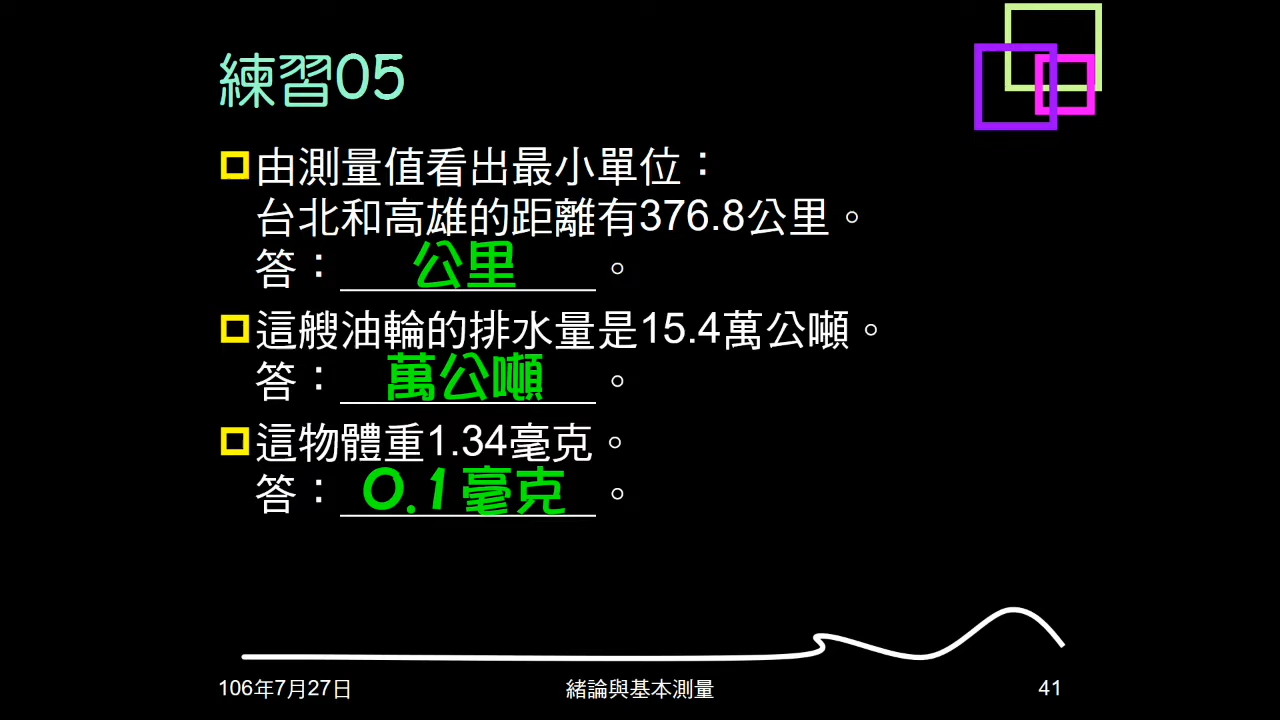 練習05
由測量值看出最小單位：
台北和高雄的距離有376.8公里。
答：公里。
這艘油輪的排水量是15.4萬公噸。
答：萬公噸。
這物體重1.34毫克。
答：0.1毫克。
106年7月27日
緒論與基本測量
41